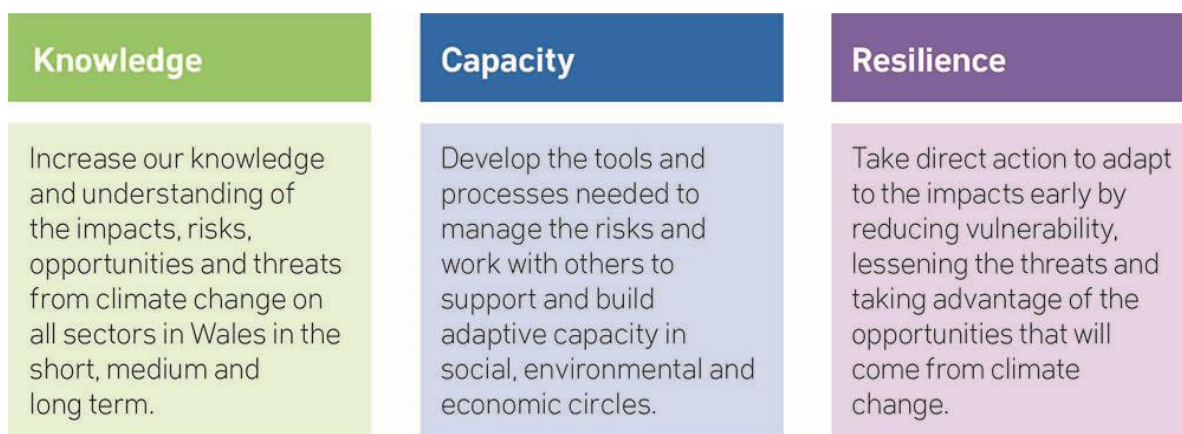 Knowledge
Increase our knowledge
and understanding of
the impacts, risks,
opportunities and threats
from climate change on
all sectors in Wales in the
short, medium and
long term.
Capacity
Develop the tools and
processes needed to
manage the risks and
work with others to
support and build
adaptive capacity in
social, environmental and
economic circles.
Resilience
Take direct action to adapt
to the impacts early by
reducing vulnerability,
lessening the threats and
taking advantage of the
opportunities that will
come from climate
change.